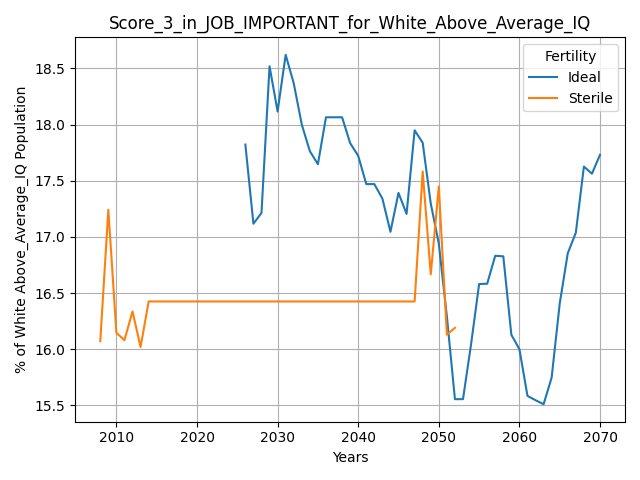 Score_3_in_JOB_IMPORTANT_for_White_Above_Average_IQ
Fertility
Ideal
Sterile
% of White Above_Average_IQ Population
18.5
18.0
17.5
17.0
16.5
16.0
15.5
2010 2020 2030 2040 2050 2060 2070
Years